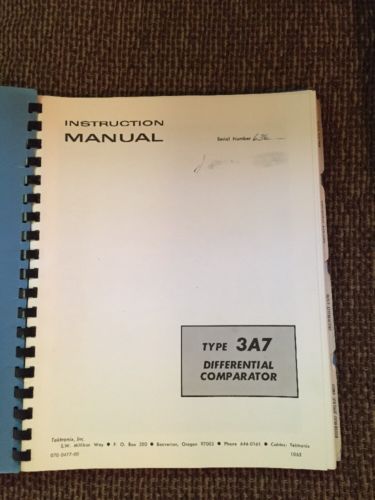 INSTRUCTION
MANUAL
Serial Number 636
TYPE 3A7
DIFFERENTIAL
COMPARATOR
Tektronix, Inc.
S.W. Millikan Way ● P. O. Box 500 ● Beaverton, Oregon 97005 ● Phone 644-0161 ● Cables: Tektronix
070-0477-00